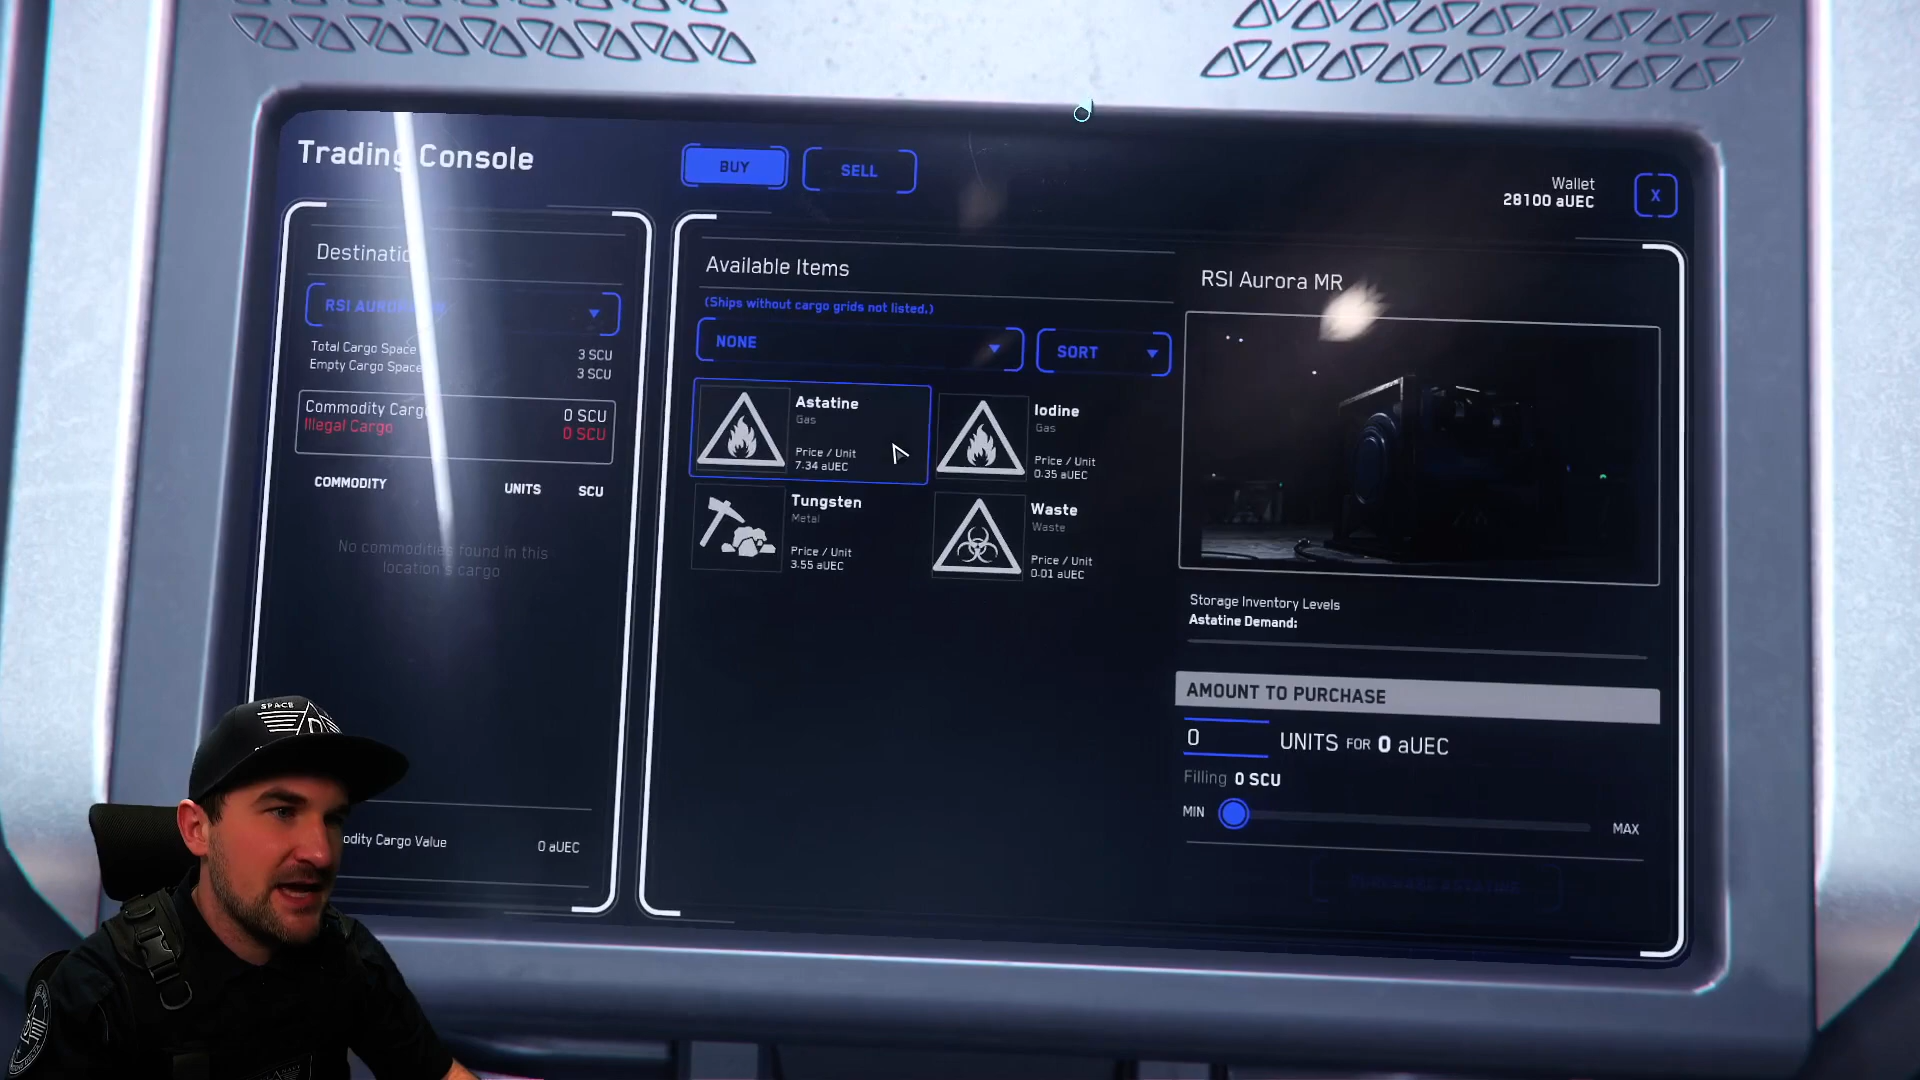 Trading Console
BUY
SELL
Wallet
28100 aUEC
X
Destinatio
RSI AURO
Total Cargo Space 3 SCU
Empty Cargo Space 3 SCU
Commodity Cargo 0 SCU
Illegal Cargo 0 SCU
COMMODITY UNITS SCU
No commodities found in this
location's cargo
odity Cargo Value 0 aUEC
Available Items
(Ships without cargo grids not listed.)
NONE
SORT
Astatine
Gas
Price / Unit
7.34 aUEC
Iodine
Gas
Price / Unit
0.35 aUEC
Tungsten
Metal
Price / Unit
3.55 aUEC
Waste
Waste
Price / Unit
0.01 aUEC
RSI Aurora MR
Storage Inventory Levels
Astatine Demand:
AMOUNT TO PURCHASE
0 UNITS FOR 0 aUEC
Filling 0 SCU
MIN MAX
PURCHASE ASTATINE
SPACE